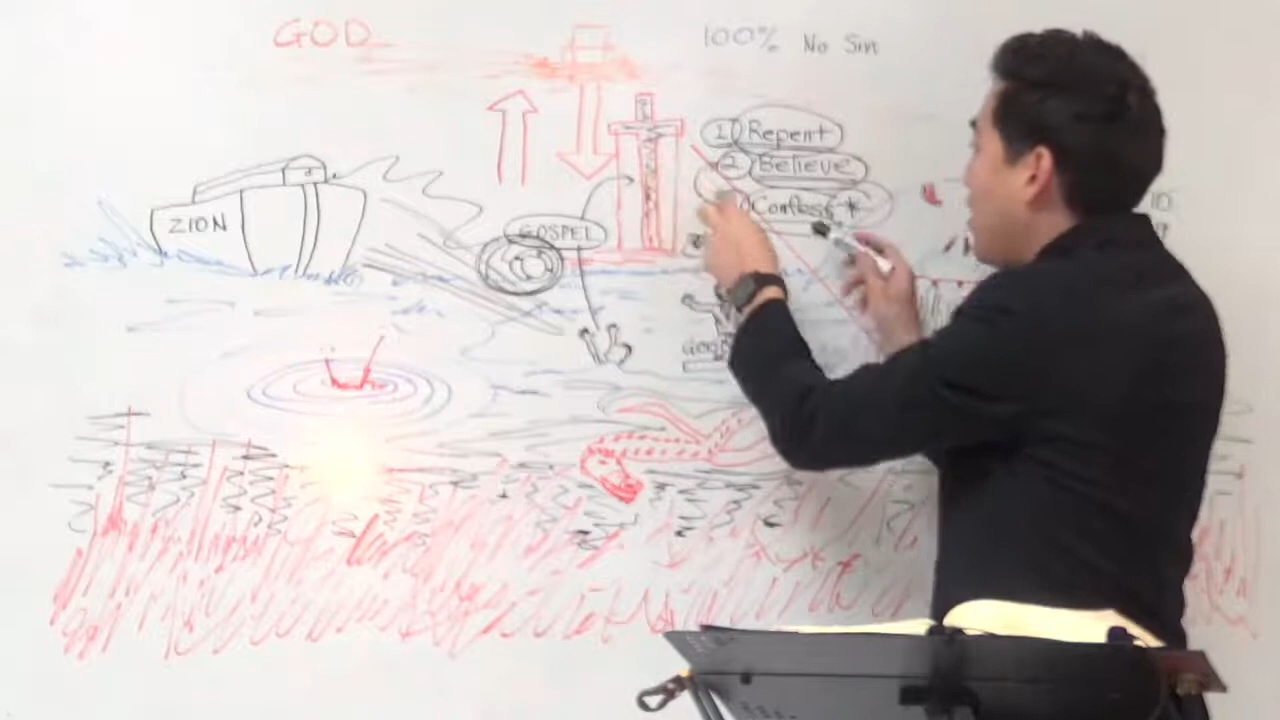 GOD
100% No Sin
1) Repent
2) Believe
Confess *
ZION
GOSPEL